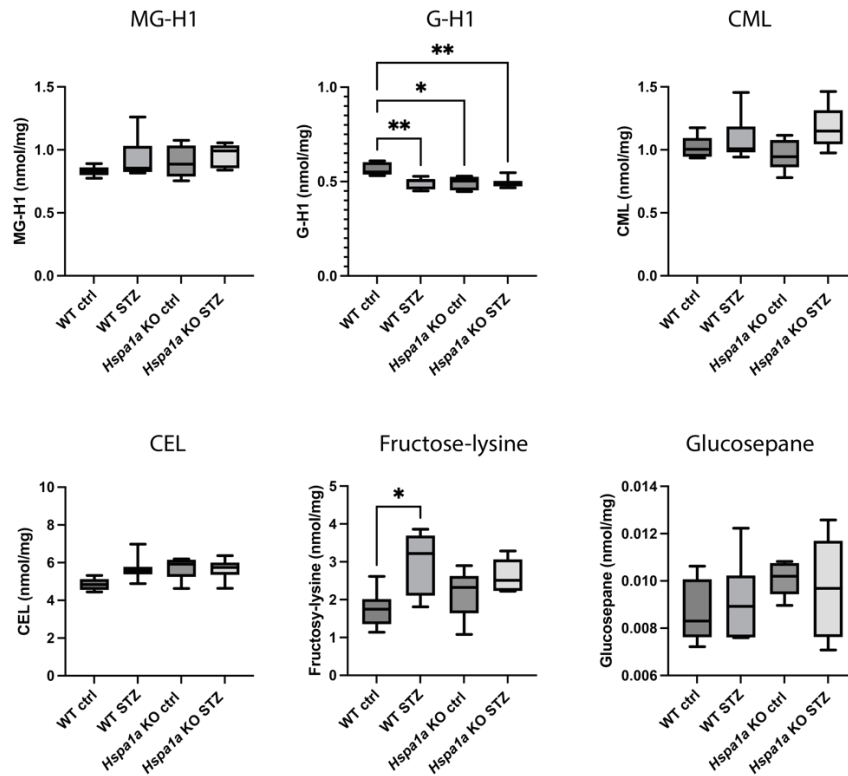 MG-H1
G-H1
CML
MG-H1 (nmol/mg)
1.5
1.0
0.5
0.0
WT ctrl
WT STZ
Hspa1a KO ctrl
Hspa1a KO STZ
G-H1 (nmol/mg)
1.0
0.5
0.0
**
*
**
WT ctrl
WT STZ
Hspa1a KO ctrl
Hspa1a KO STZ
CML (nmol/mg)
1.5
1.0
0.5
0.0
WT ctrl
WT STZ
Hspa1a KO ctrl
Hspa1a KO STZ
CEL
Fructose-lysine
Glucosepane
CEL (nmol/mg)
10
8
6
4
2
0
WT ctrl
WT STZ
Hspa1a KO ctrl
Hspa1a KO STZ
Fructosy-lysine (nmol/mg)
5
4
3
2
1
0
*
WT ctrl
WT STZ
Hspa1a KO ctrl
Hspa1a KO STZ
Glucosepane (nmol/mg)
0.014
0.012
0.010
0.008
0.006
WT ctrl
WT STZ
Hspa1a KO ctrl
Hspa1a KO STZ